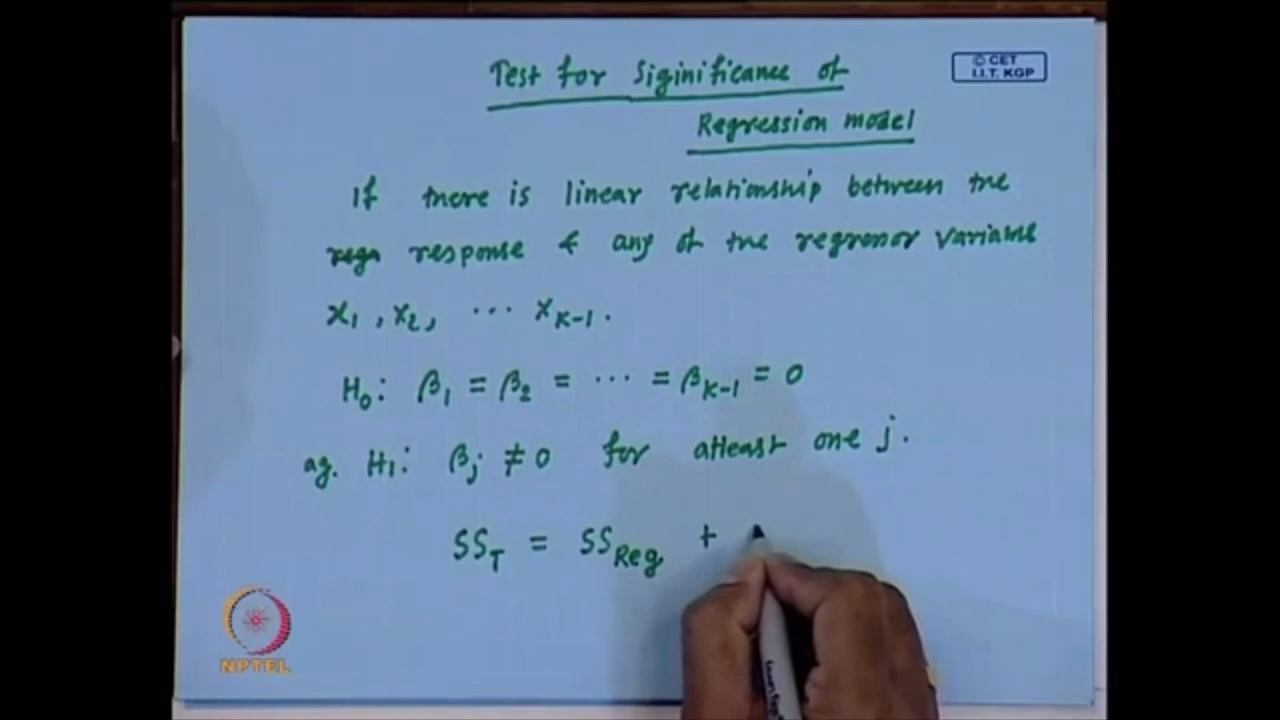 Test for Siginificance of
Regression model
© CET
I.I.T. KGP
If there is linear relationship between the
rega response & any of the regressor variable
x1, x2, ··· xK-1.
H0: β1 = β2 = ··· = βK-1 = 0
ag. H1: βj ≠ 0 for atleast one j.
SST = SSReg +
NPTEL